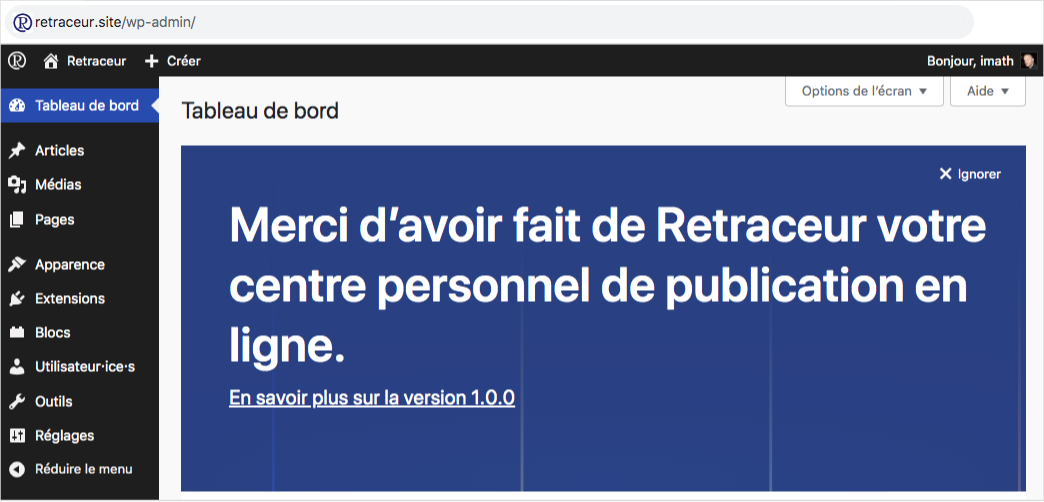 retraceur.site/wp-admin/
Retraceur
Créer
Bonjour, imath
Tableau de bord
Articles
Médias
Pages
Apparence
Extensions
Blocs
Utilisateur·ice·s
Outils
Réglages
Réduire le menu
Options de l’écran
Aide
Tableau de bord
Ignorer
Merci d’avoir fait de Retraceur votre
centre personnel de publication en
ligne.
En savoir plus sur la version 1.0.0